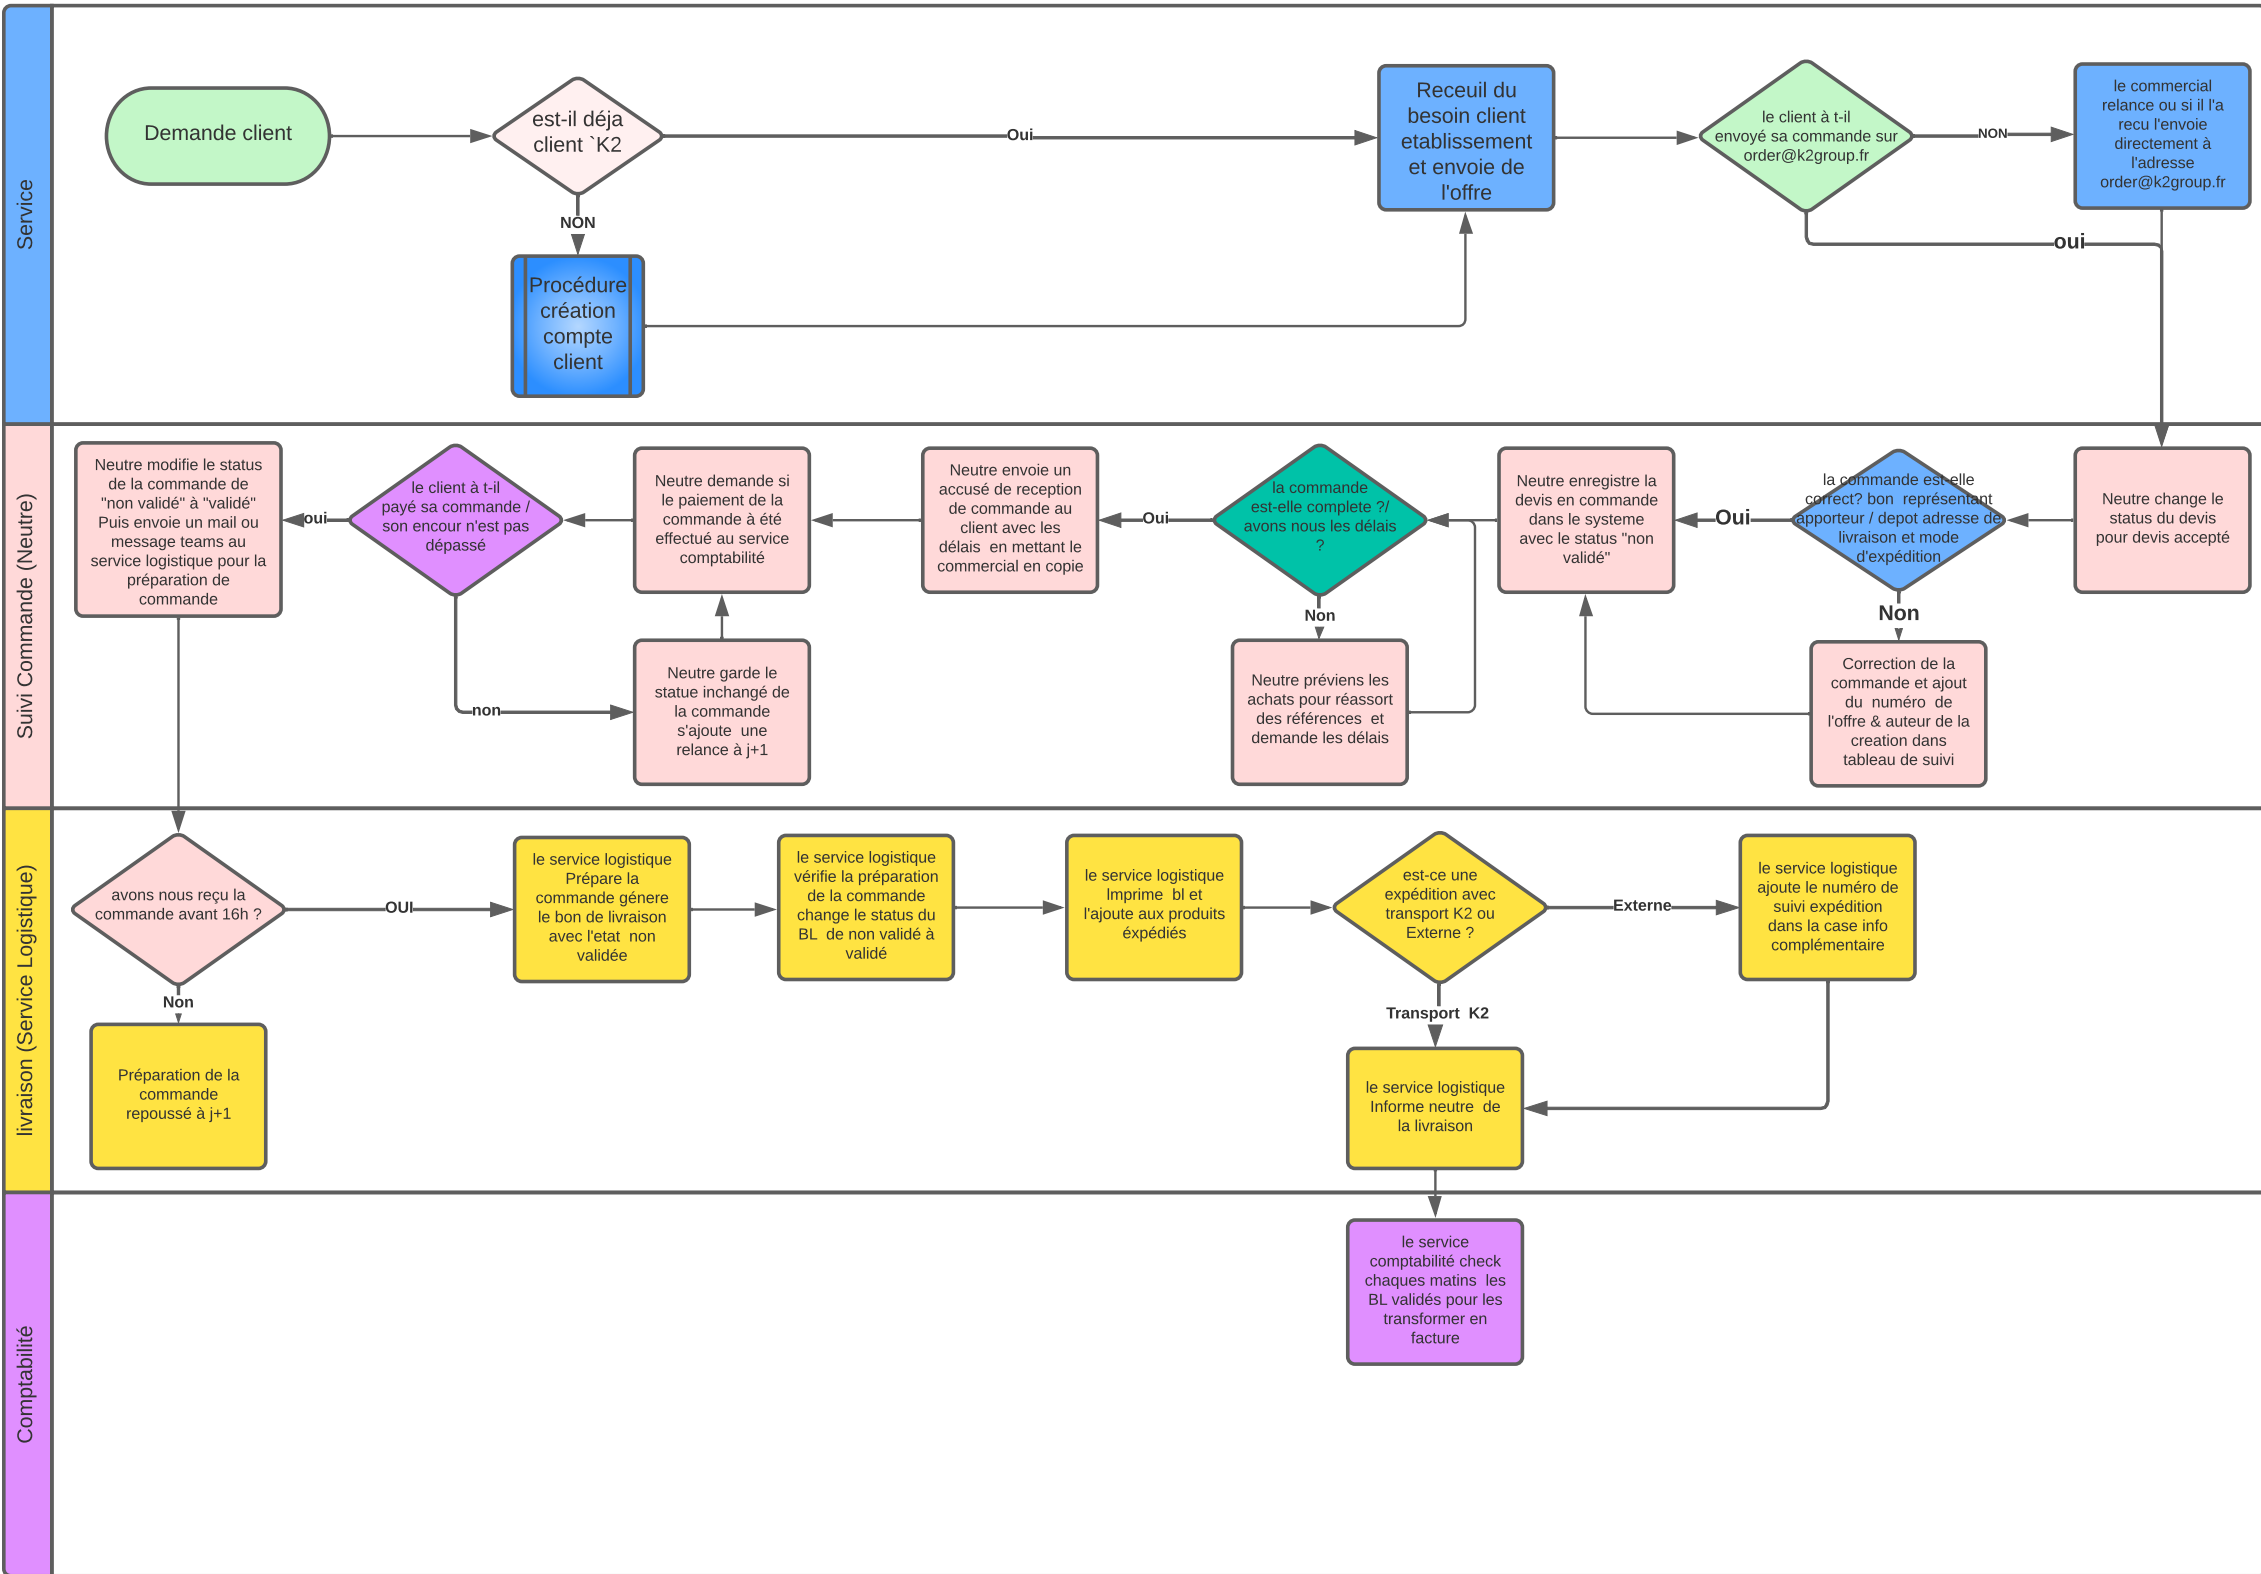 Service
Demande client
est-il déja
client `K2
Oui
NON
Procédure
création
compte
client
Receuil du
besoin client
etablissement
et envoie de
l'offre
le client à t-il
envoyé sa commande sur
order@k2group.fr
NON
oui
le commercial
relance ou si il l'a
recu l'envoie
directement à
l'adresse
order@k2group.fr
Suivi Commande (Neutre)
Neutre change le
status du devis
pour devis accepté
la commande est-elle
correct? bon  représentant
apporteur / depot adresse de
livraison et mode
d'expédition
Oui
Non
Correction de la
commande et ajout
du  numéro  de
l'offre & auteur de la
creation dans
tableau de suivi
Neutre enregistre la
devis en commande
dans le systeme
avec le status "non
validé"
la commande
est-elle complete ?/
avons nous les délais
?
Oui
Non
Neutre préviens les
achats pour réassort
des références  et
demande les délais
Neutre envoie un
accusé de reception
de commande au
client avec les
délais  en mettant le
commercial en copie
Neutre demande si
le paiement de la
commande à été
effectué au service
comptabilité
le client à t-il
payé sa commande /
son encour n'est pas
dépassé
oui
non
Neutre garde le
statue inchangé de
la commande
s'ajoute  une
relance à j+1
Neutre modifie le status
de la commande de
"non validé" à "validé"
Puis envoie un mail ou
message teams au
service logistique pour la
préparation de
commande
livraison (Service Logistique)
avons nous reçu la
commande avant 16h ?
OUI
Non
Préparation de la
commande
repoussé à j+1
le service logistique
Prépare la
commande génere
le bon de livraison
avec l'etat  non
validée
le service logistique
vérifie la préparation
de la commande
change le status du
BL  de non validé à
validé
le service logistique
Imprime  bl et
l'ajoute aux produits
éxpédiés
est-ce une
expédition avec
transport K2 ou
Externe ?
Externe
Transport  K2
le service logistique
ajoute le numéro de
suivi expédition
dans la case info
complémentaire
le service logistique
Informe neutre  de
la livraison
Comptabilité
le service
comptabilité check
chaques matins  les
BL validés pour les
transformer en
facture